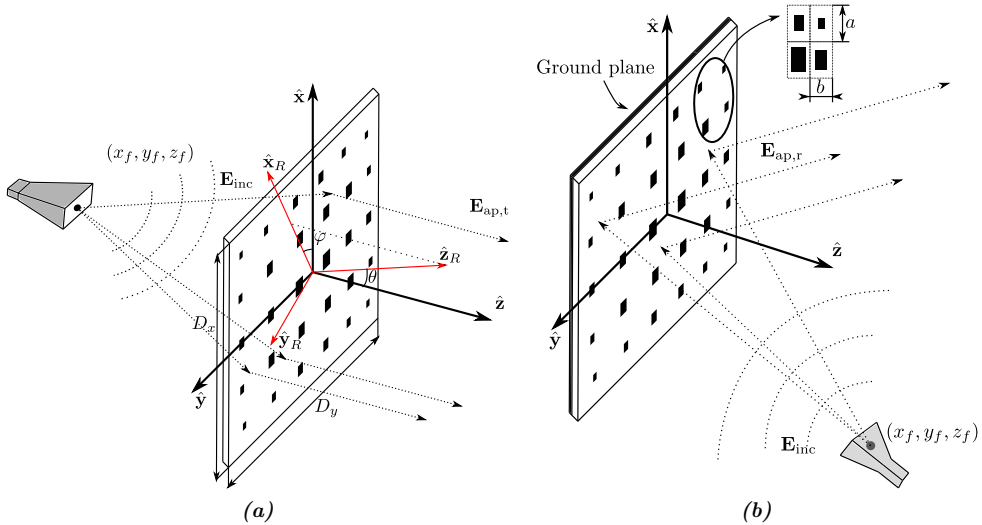 x̂
(x_f, y_f, z_f)
x̂_R
E_inc
E_ap,t
φ
ẑ_R
θ
ẑ
D_x
ŷ_R
ŷ
D_y
(a)
x̂
Ground plane
a
b
E_ap,r
ẑ
ŷ
(x_f, y_f, z_f)
E_inc
(b)